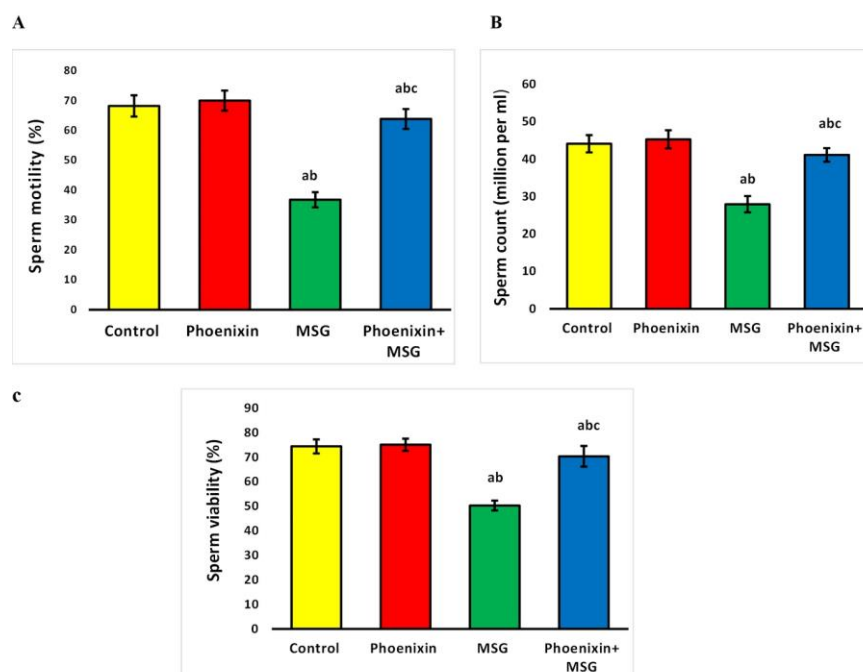 A
Sperm motility (%)
80
70
60
50
40
30
20
10
0
ab
abc
Control Phoenixin MSG Phoenixin+
MSG
B
Sperm count (million per ml)
60
50
40
30
20
10
0
ab
abc
Control Phoenixin MSG Phoenixin+
MSG
c
Sperm viability (%)
90
80
70
60
50
40
30
20
10
0
ab
abc
Control Phoenixin MSG Phoenixin+
MSG